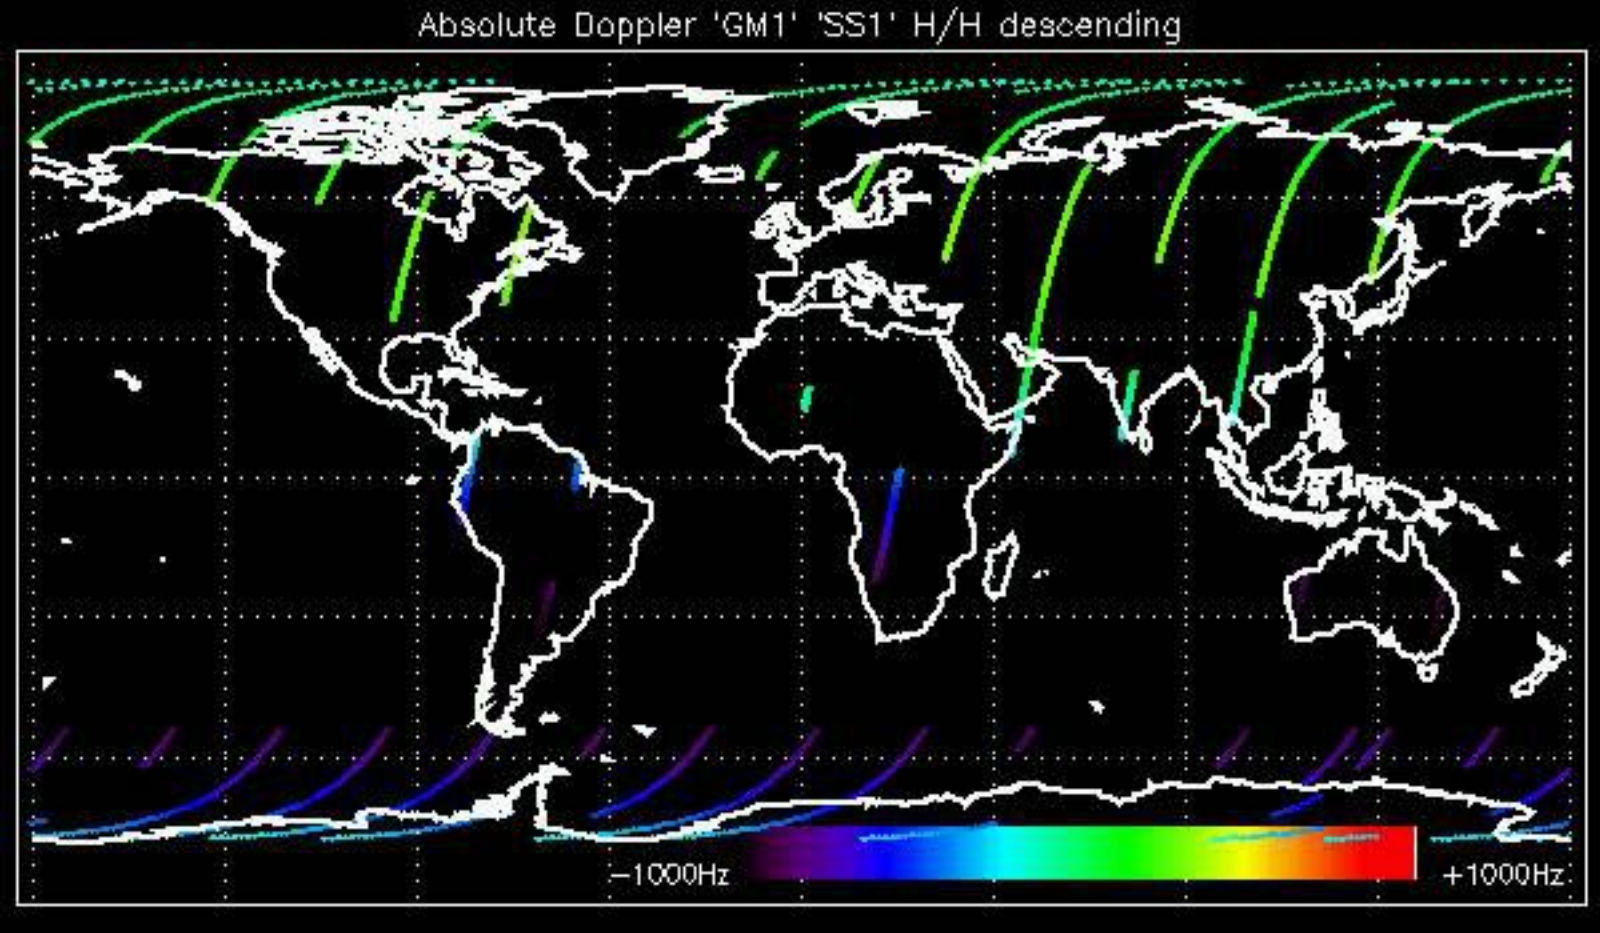 Absolute Doppler 'GM1' 'SS1' H/H descending
−1000Hz +1000Hz